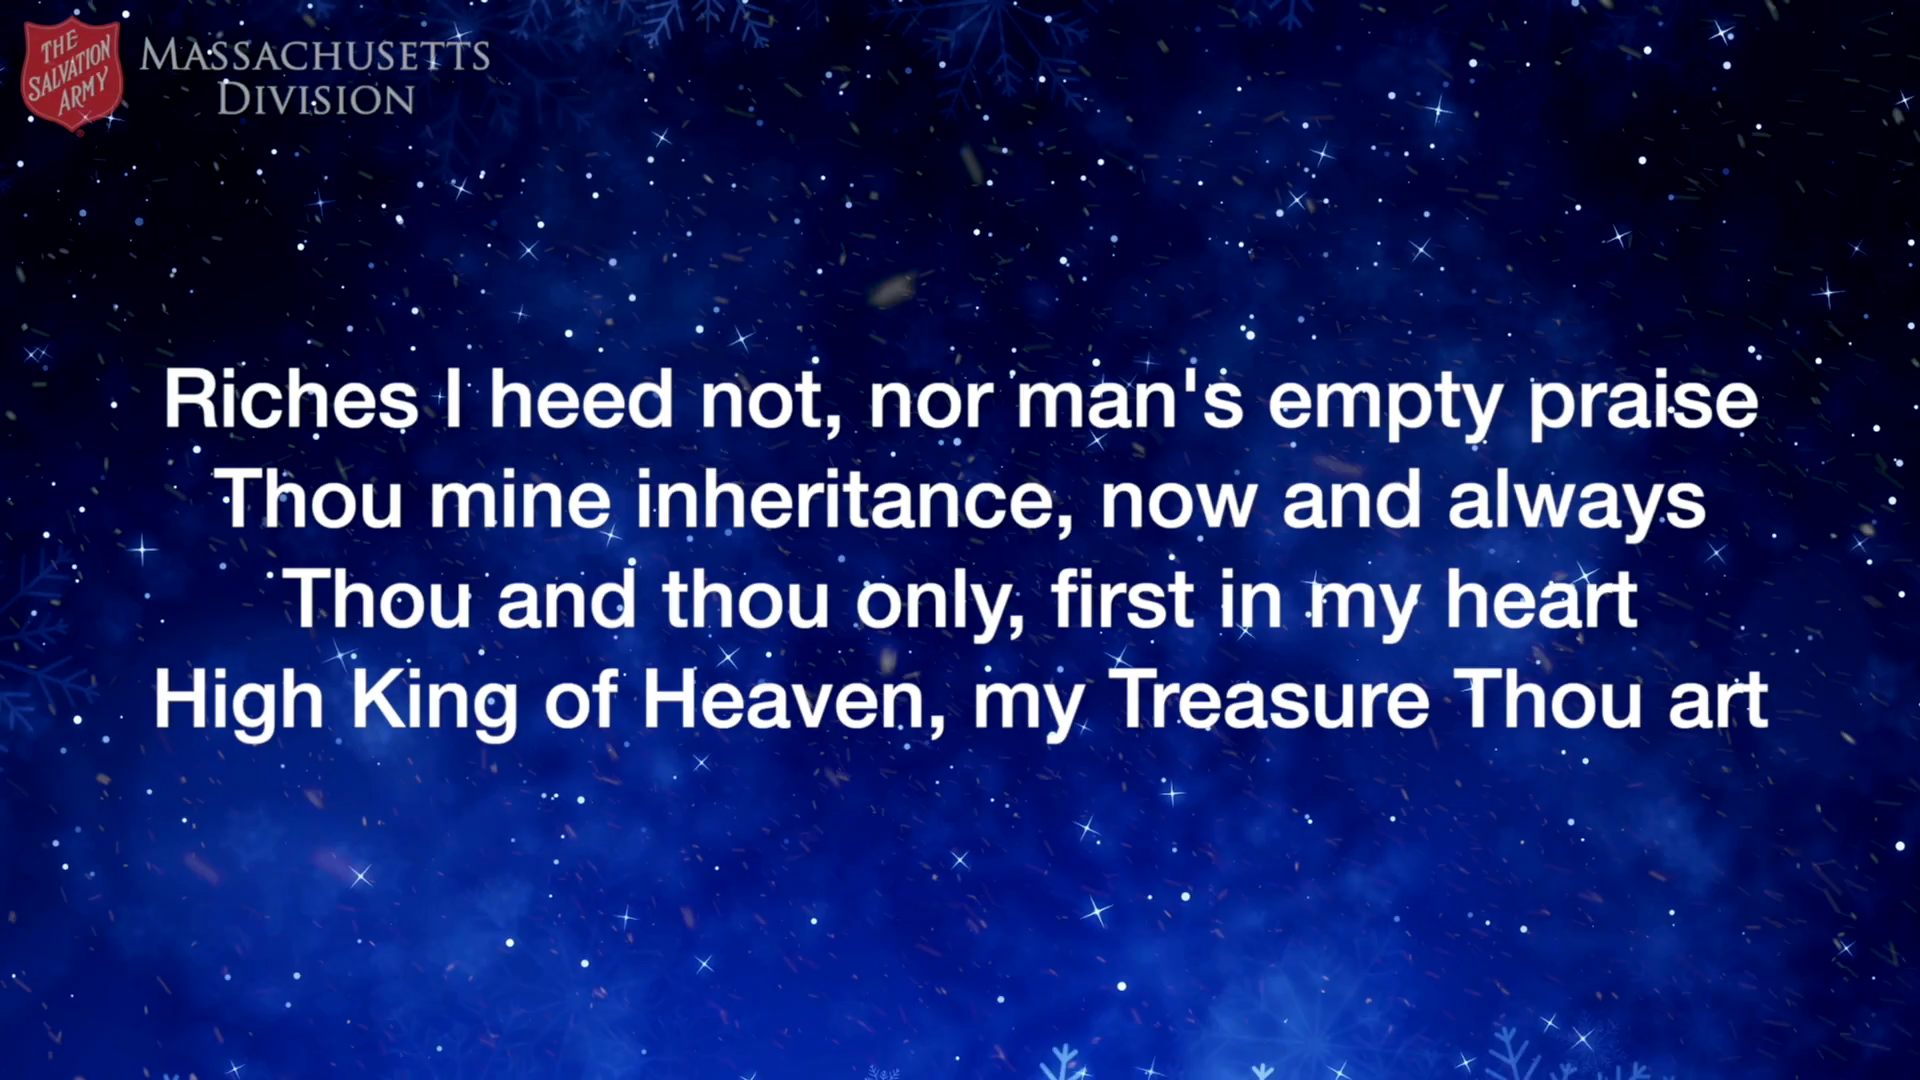 THE
SALVATION
ARMY
MASSACHUSETTS
DIVISION
Riches I heed not, nor man's empty praise
Thou mine inheritance, now and always
Thou and thou only, first in my heart
High King of Heaven, my Treasure Thou art